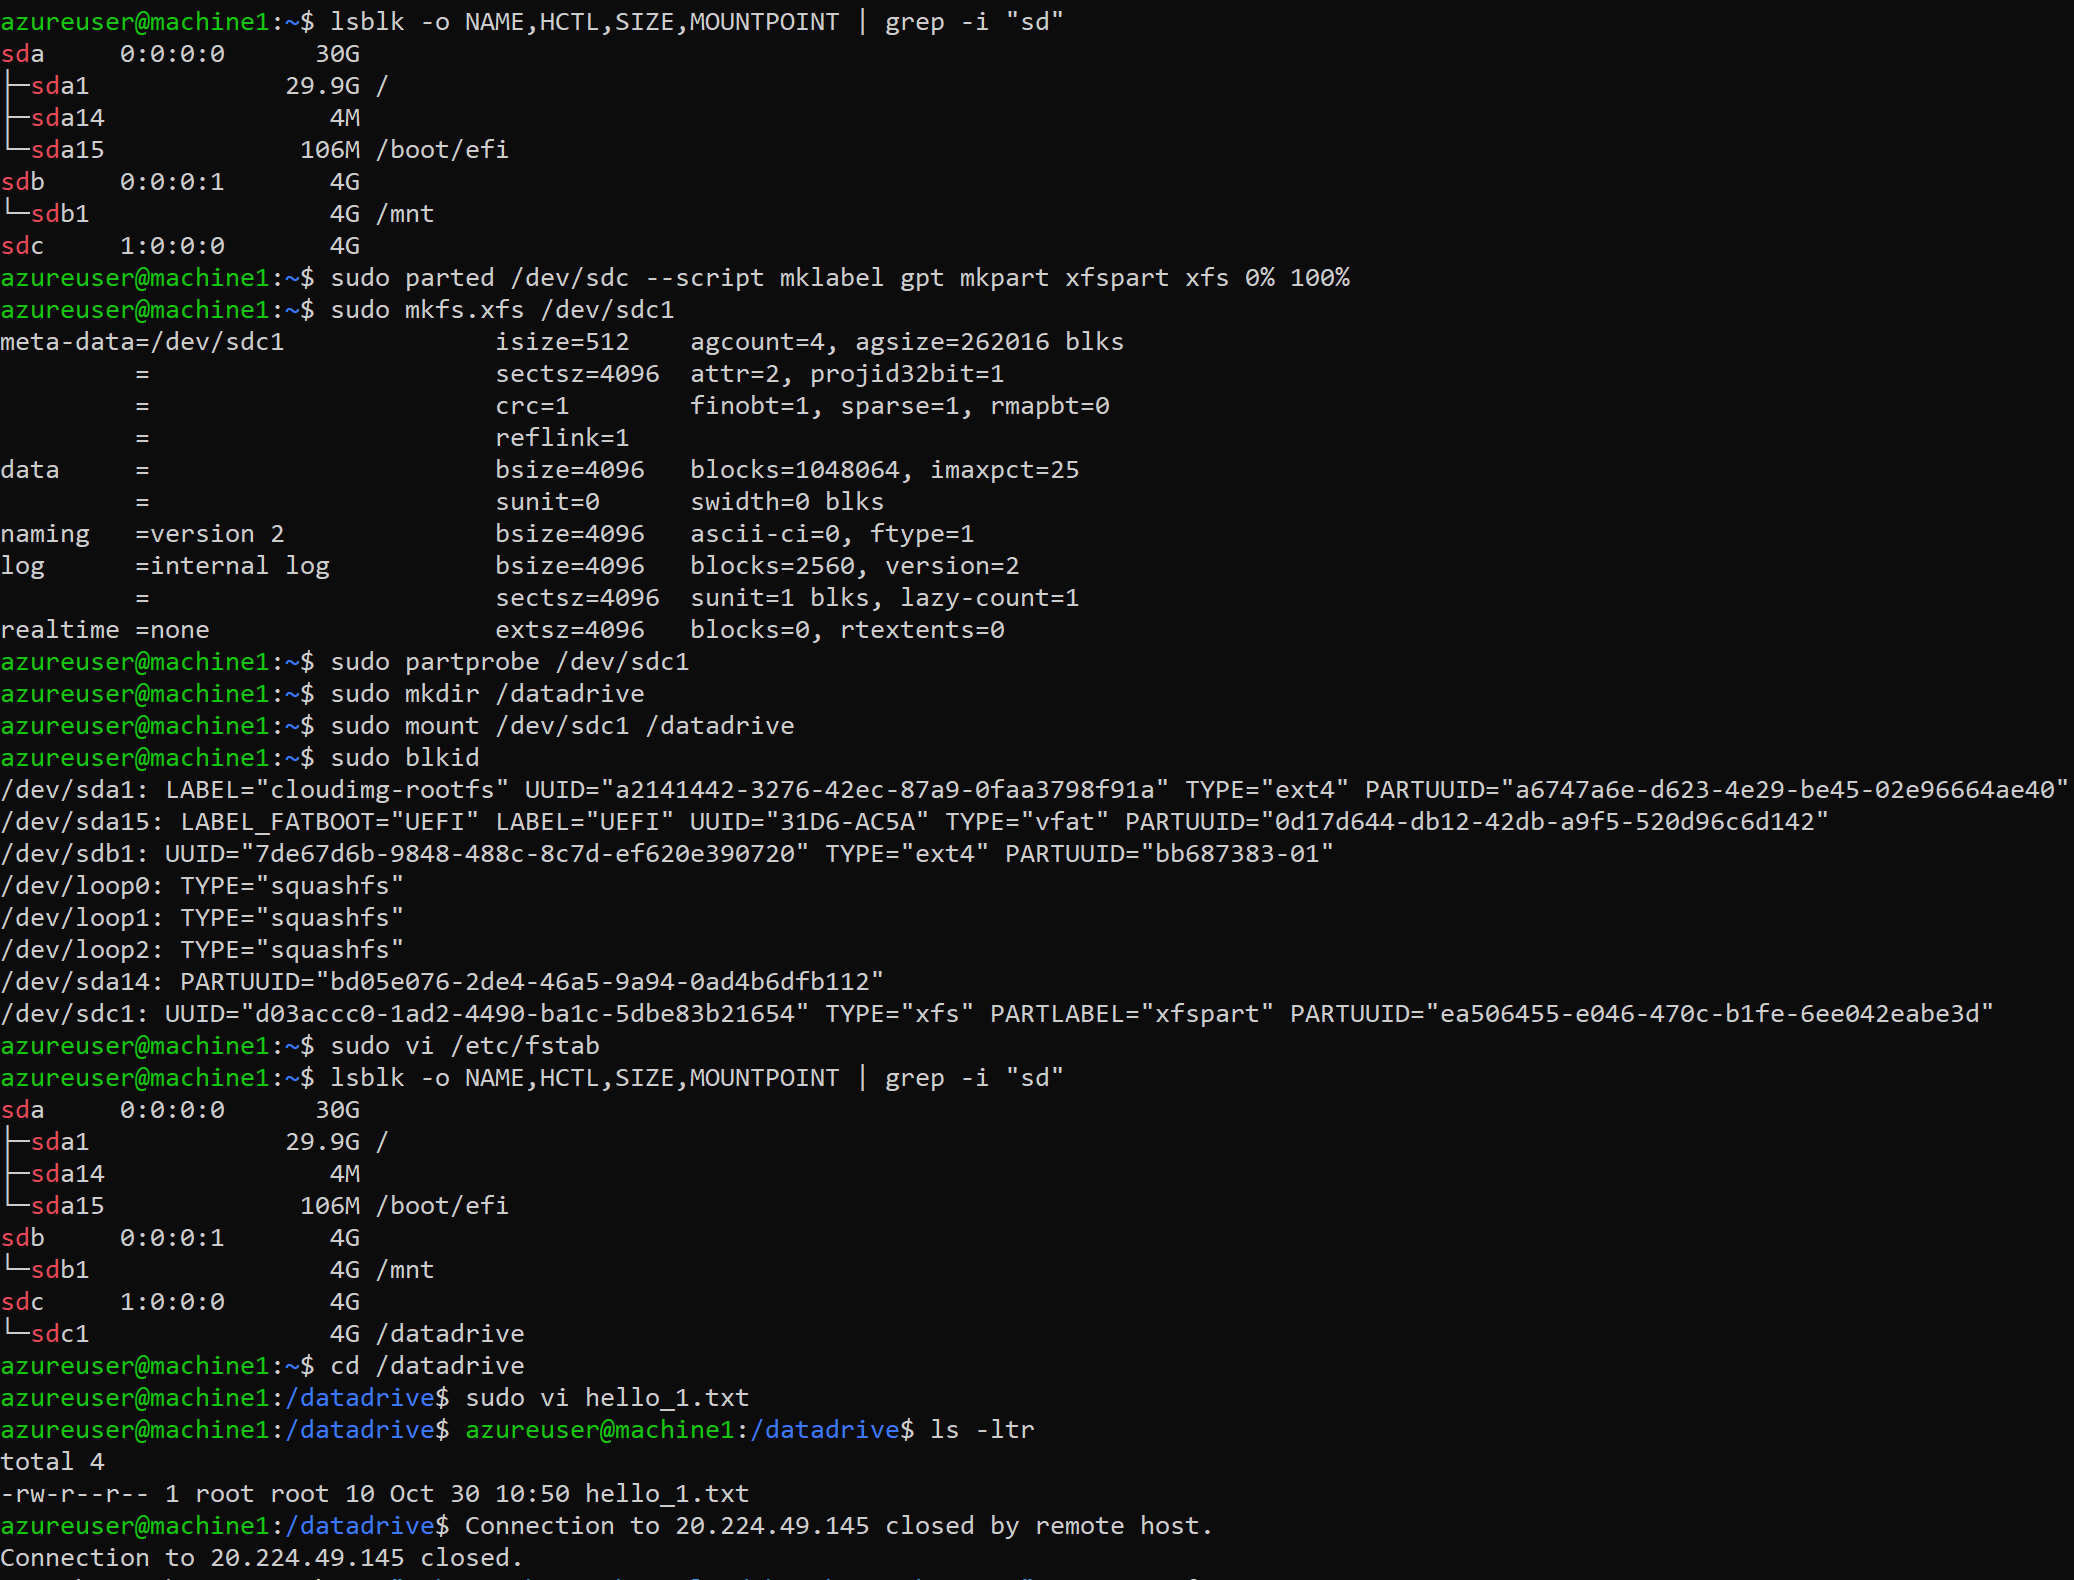 azureuser@machine1:~$ lsblk -o NAME,HCTL,SIZE,MOUNTPOINT | grep -i "sd"
sda     0:0:0:0      30G
├─sda1             29.9G /
├─sda14               4M
└─sda15             106M /boot/efi
sdb     0:0:0:1       4G
└─sdb1                4G /mnt
sdc     1:0:0:0       4G
azureuser@machine1:~$ sudo parted /dev/sdc --script mklabel gpt mkpart xfspart xfs 0% 100%
azureuser@machine1:~$ sudo mkfs.xfs /dev/sdc1
meta-data=/dev/sdc1              isize=512    agcount=4, agsize=262016 blks
         =                       sectsz=4096  attr=2, projid32bit=1
         =                       crc=1        finobt=1, sparse=1, rmapbt=0
         =                       reflink=1
data     =                       bsize=4096   blocks=1048064, imaxpct=25
         =                       sunit=0      swidth=0 blks
naming   =version 2              bsize=4096   ascii-ci=0, ftype=1
log      =internal log           bsize=4096   blocks=2560, version=2
         =                       sectsz=4096  sunit=1 blks, lazy-count=1
realtime =none                   extsz=4096   blocks=0, rtextents=0
azureuser@machine1:~$ sudo partprobe /dev/sdc1
azureuser@machine1:~$ sudo mkdir /datadrive
azureuser@machine1:~$ sudo mount /dev/sdc1 /datadrive
azureuser@machine1:~$ sudo blkid
/dev/sda1: LABEL="cloudimg-rootfs" UUID="a2141442-3276-42ec-87a9-0faa3798f91a" TYPE="ext4" PARTUUID="a6747a6e-d623-4e29-be45-02e96664ae40"
/dev/sda15: LABEL_FATBOOT="UEFI" LABEL="UEFI" UUID="31D6-AC5A" TYPE="vfat" PARTUUID="0d17d644-db12-42db-a9f5-520d96c6d142"
/dev/sdb1: UUID="7de67d6b-9848-488c-8c7d-ef620e390720" TYPE="ext4" PARTUUID="bb687383-01"
/dev/loop0: TYPE="squashfs"
/dev/loop1: TYPE="squashfs"
/dev/loop2: TYPE="squashfs"
/dev/sda14: PARTUUID="bd05e076-2de4-46a5-9a94-0ad4b6dfb112"
/dev/sdc1: UUID="d03accc0-1ad2-4490-ba1c-5dbe83b21654" TYPE="xfs" PARTLABEL="xfspart" PARTUUID="ea506455-e046-470c-b1fe-6ee042eabe3d"
azureuser@machine1:~$ sudo vi /etc/fstab
azureuser@machine1:~$ lsblk -o NAME,HCTL,SIZE,MOUNTPOINT | grep -i "sd"
sda     0:0:0:0      30G
├─sda1             29.9G /
├─sda14               4M
└─sda15             106M /boot/efi
sdb     0:0:0:1       4G
└─sdb1                4G /mnt
sdc     1:0:0:0       4G
└─sdc1                4G /datadrive
azureuser@machine1:~$ cd /datadrive
azureuser@machine1:/datadrive$ sudo vi hello_1.txt
azureuser@machine1:/datadrive$ azureuser@machine1:/datadrive$ ls -ltr
total 4
-rw-r--r-- 1 root root 10 Oct 30 10:50 hello_1.txt
azureuser@machine1:/datadrive$ Connection to 20.224.49.145 closed by remote host.
Connection to 20.224.49.145 closed.